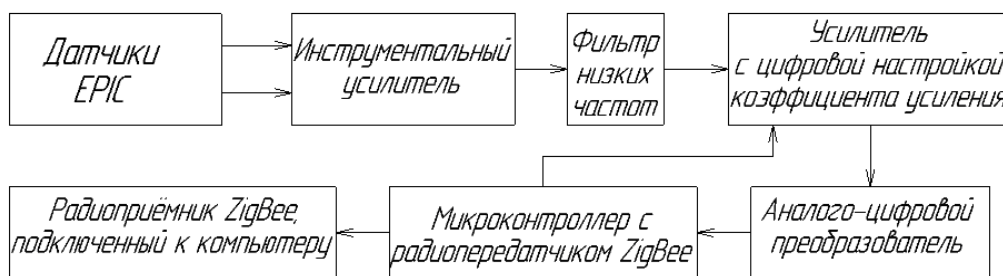 Датчики
EPIC
Инструментальный
усилитель
Фильтр
низких
частот
Усилитель
с цифровой настройкой
коэффициента усиления
Радиоприёмник ZigBee,
подключенный к компьютеру
Микроконтроллер с
радиопередатчиком ZigBee
Аналого-цифровой
преобразователь